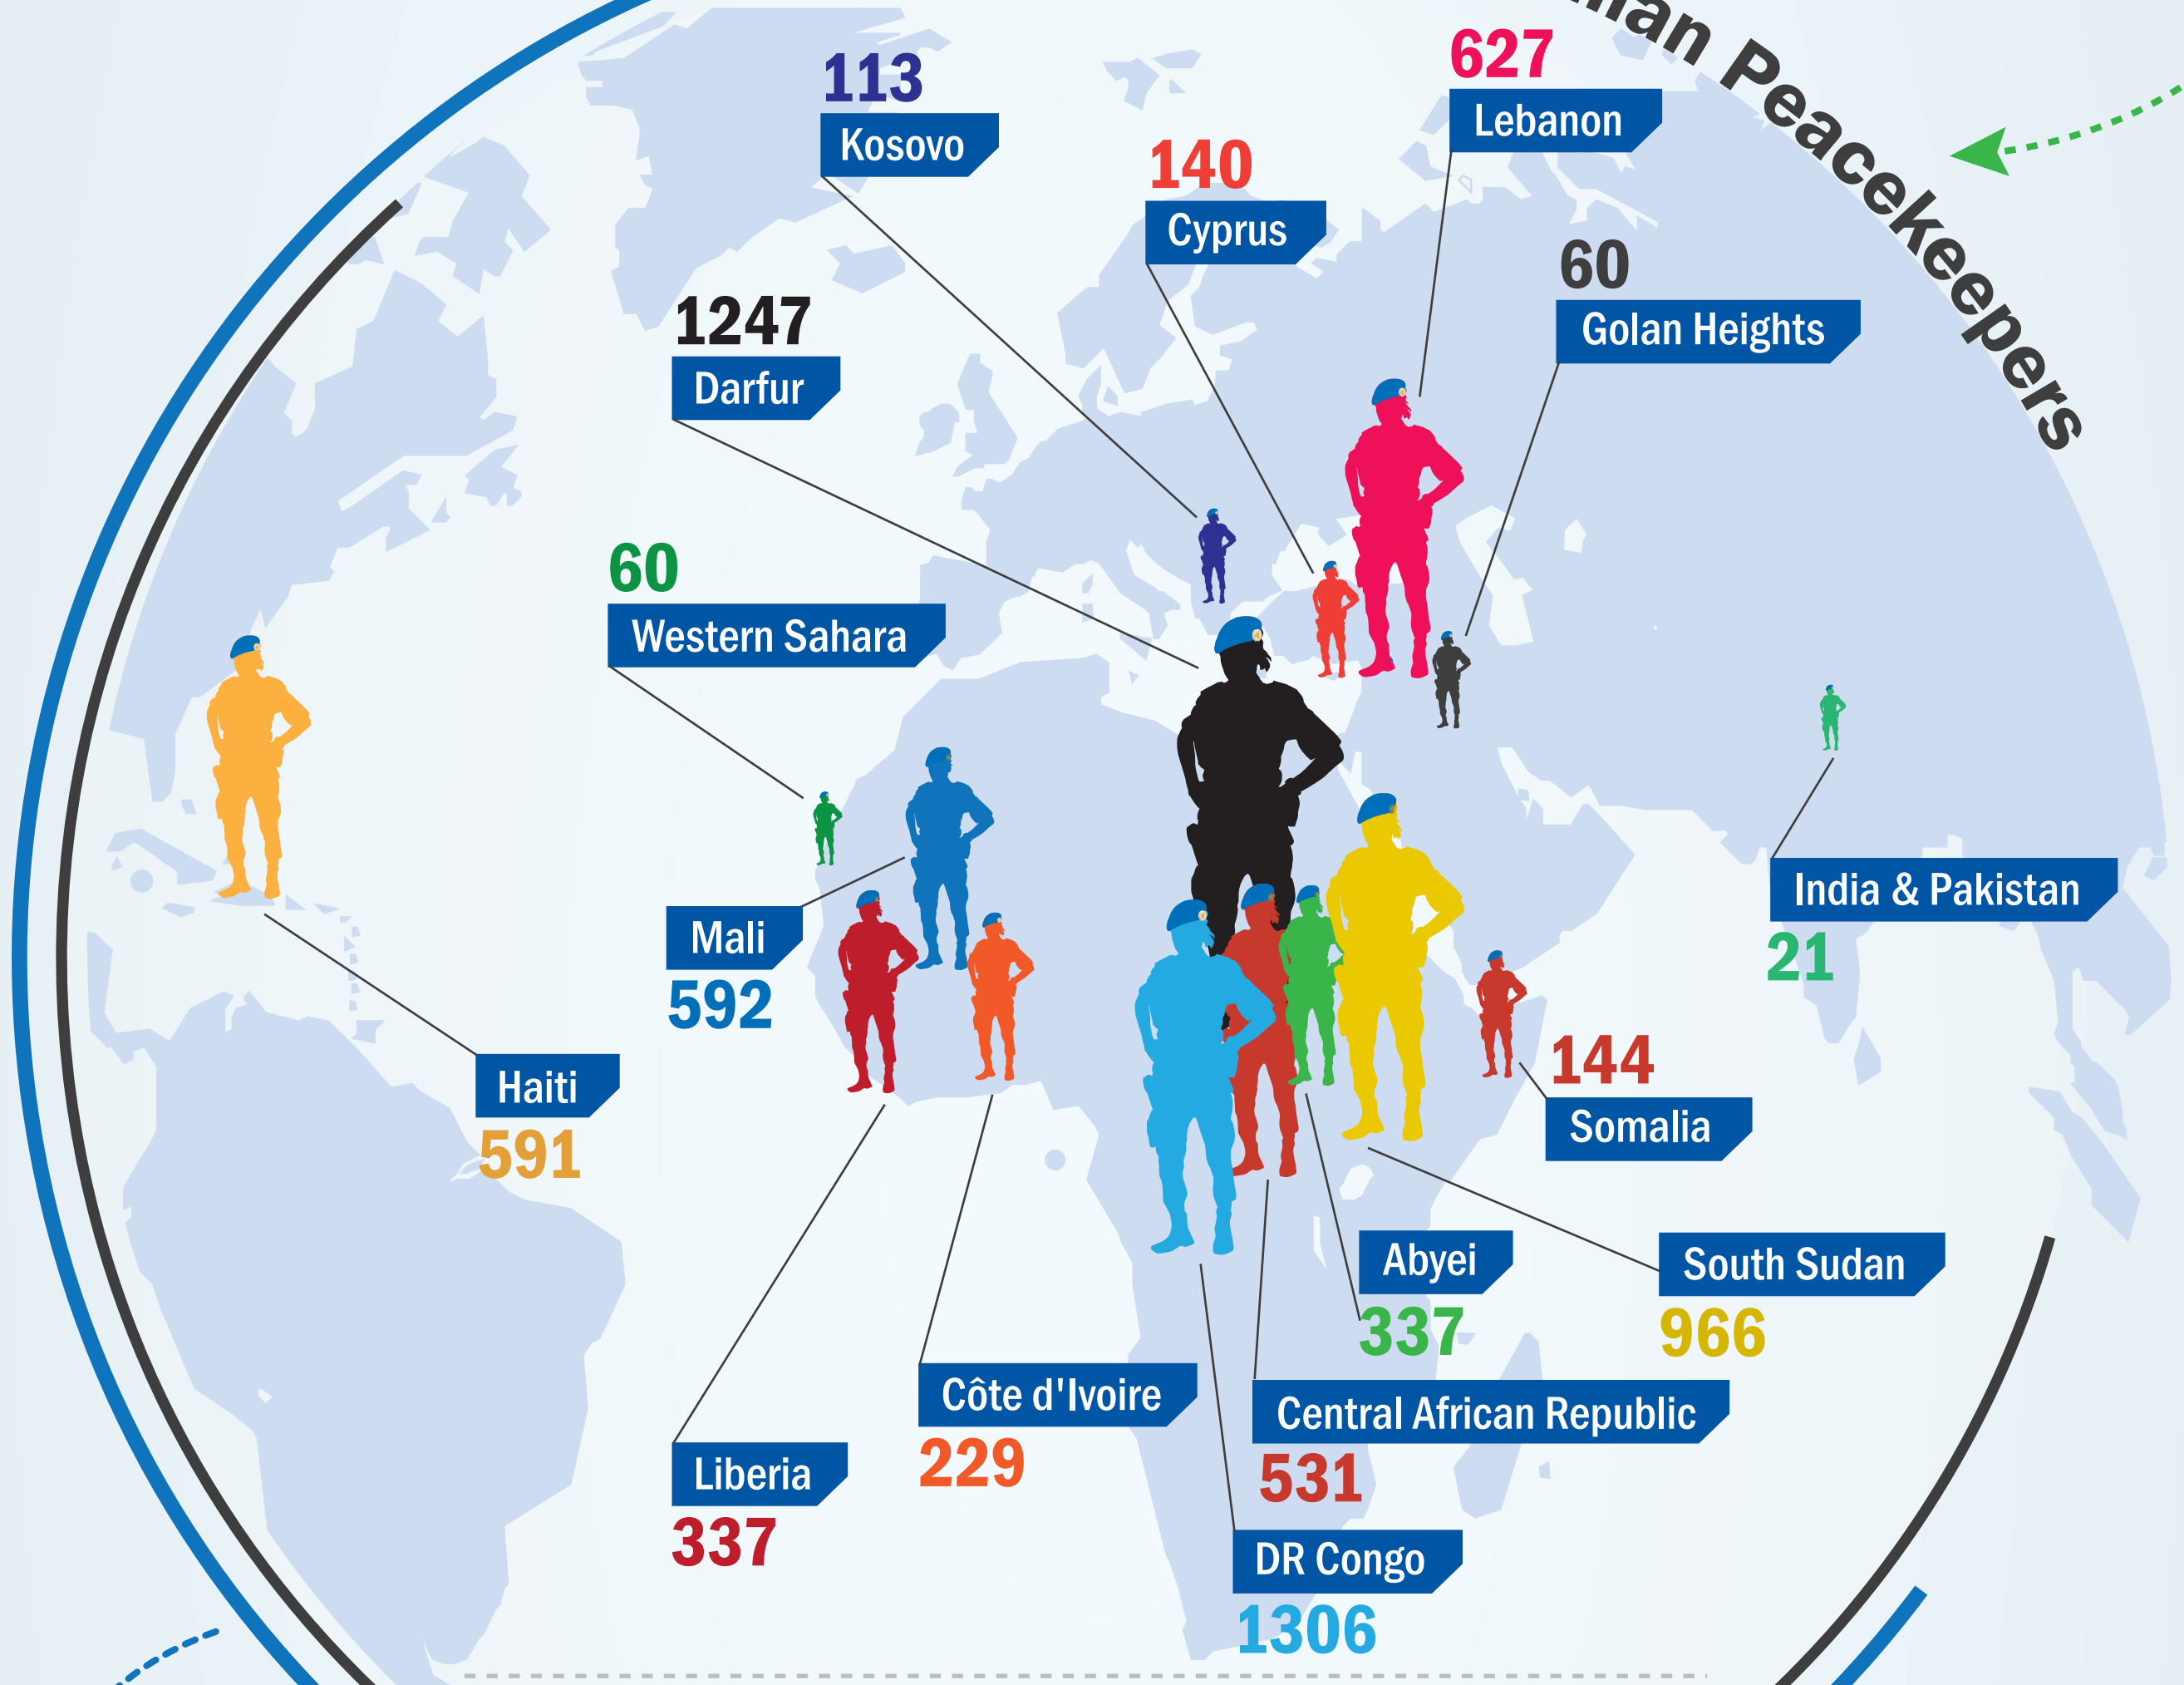 man Peacekeepers
113
Kosovo
627
Lebanon
140
Cyprus
60
Golan Heights
1247
Darfur
60
Western Sahara
Mali
592
India & Pakistan
21
Haiti
591
144
Somalia
Abyei
337
South Sudan
966
Côte d'Ivoire
229
Central African Republic
531
Liberia
337
DR Congo
1306